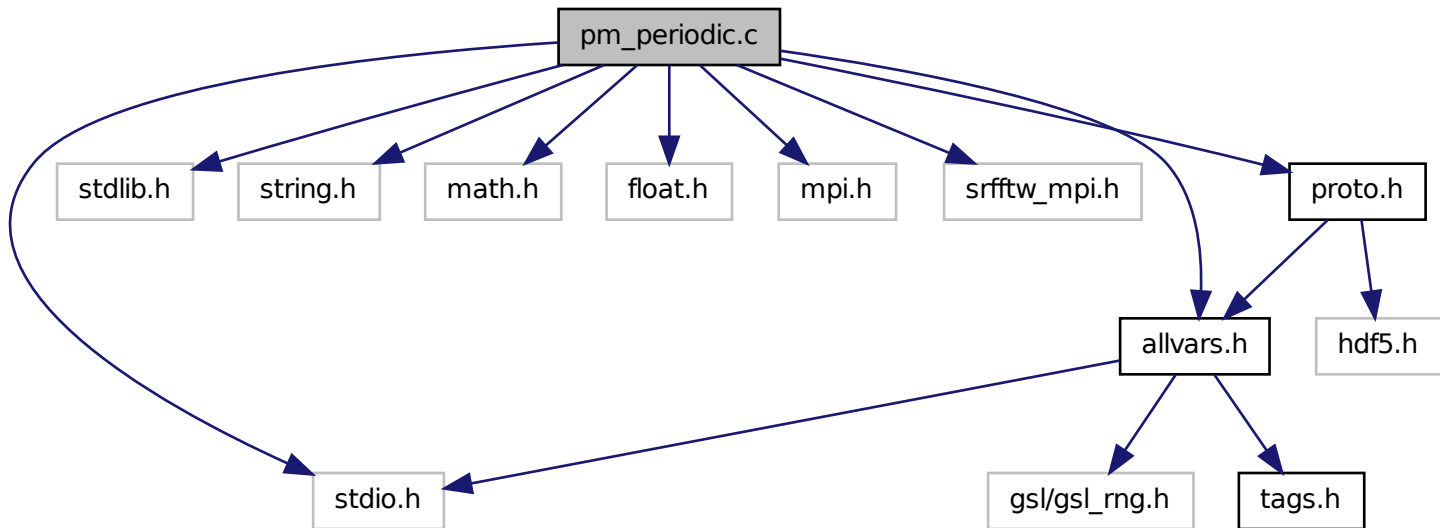 pm_periodic.c
stdlib.h
string.h
math.h
float.h
mpi.h
srfftw_mpi.h
proto.h
allvars.h
hdf5.h
stdio.h
gsl/gsl_rng.h
tags.h